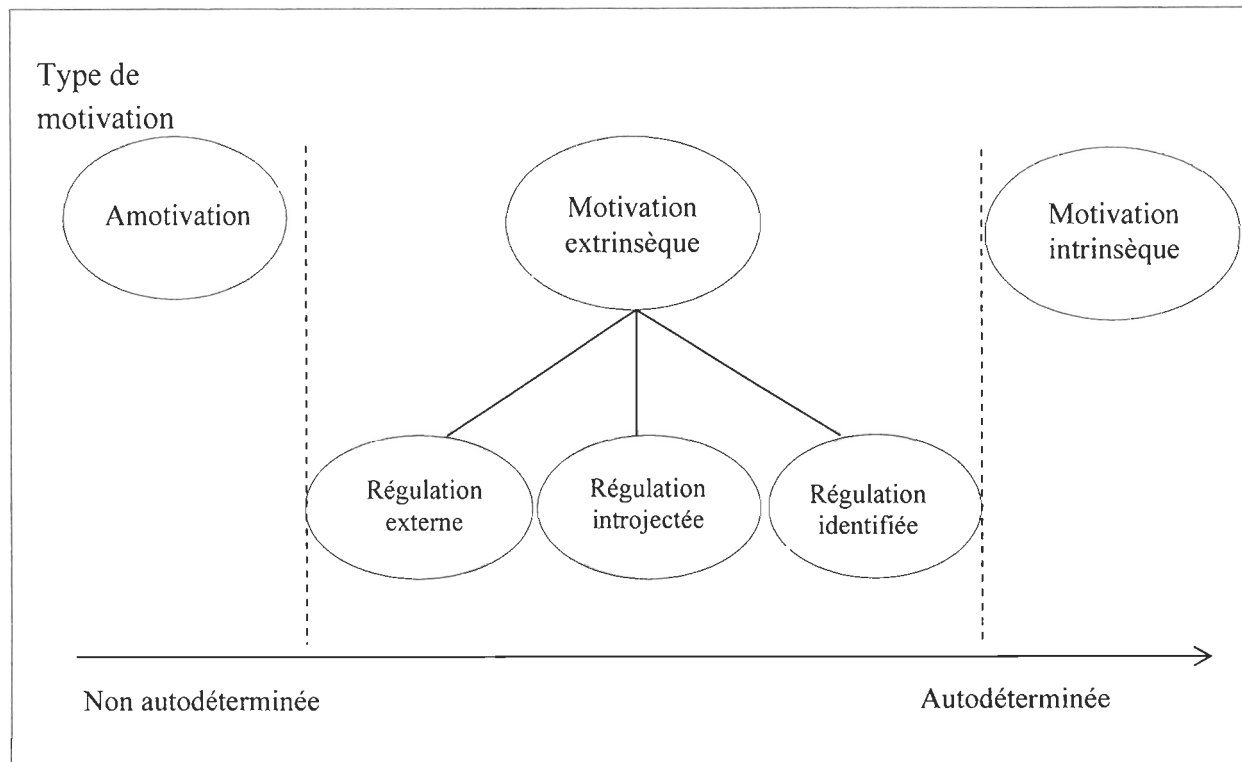 Type de
motivation
Amotivation
Motivation
extrinsèque
Motivation
intrinsèque
Régulation
externe
Régulation
introjectée
Régulation
identifiée
Non autodéterminée
Autodéterminée